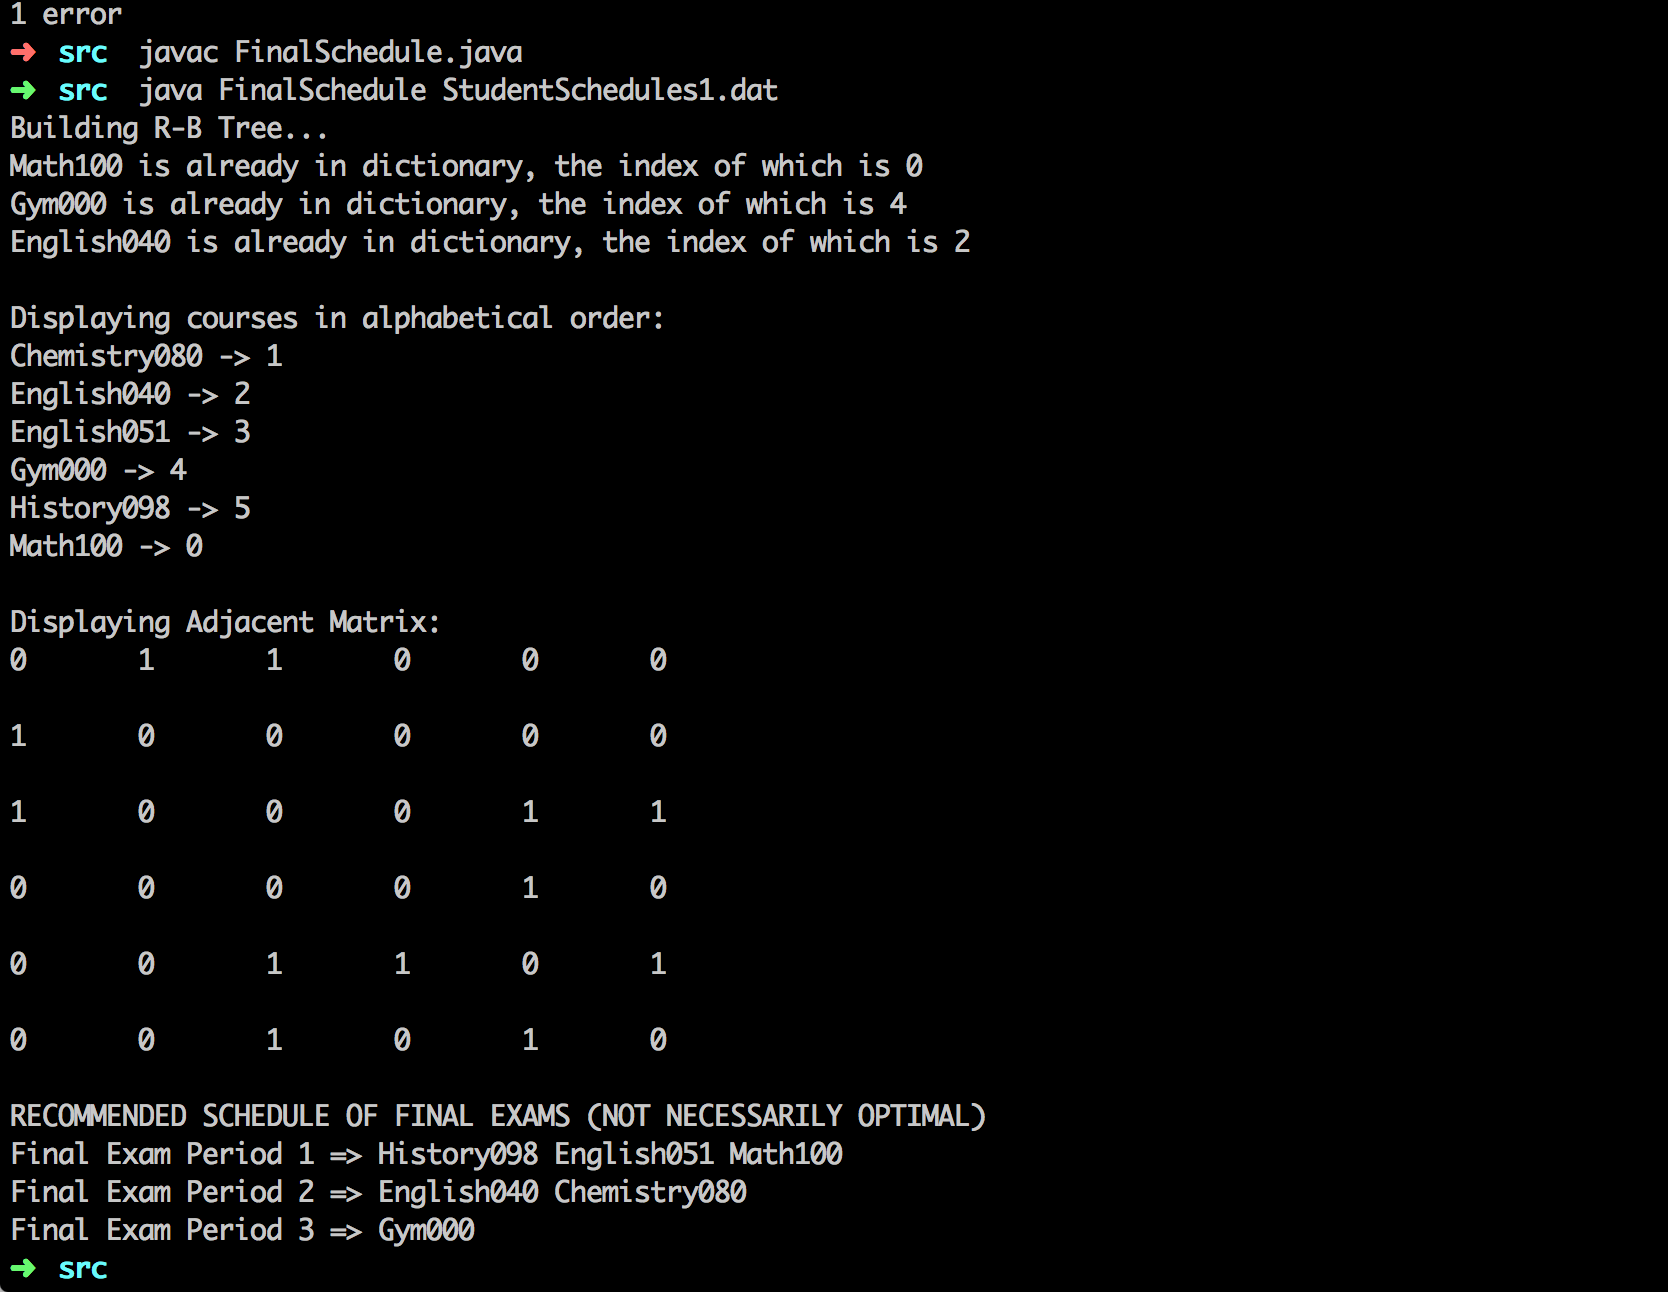 1 error
➜ src javac FinalSchedule.java
➜ src java FinalSchedule StudentSchedules1.dat
Building R-B Tree...
Math100 is already in dictionary, the index of which is 0
Gym000 is already in dictionary, the index of which is 4
English040 is already in dictionary, the index of which is 2
Displaying courses in alphabetical order:
Chemistry080 -> 1
English040 -> 2
English051 -> 3
Gym000 -> 4
History098 -> 5
Math100 -> 0
Displaying Adjacent Matrix:
0 1 1 0 0 0
1 0 0 0 0 0
1 0 0 0 1 1
0 0 0 0 1 0
0 0 1 1 0 1
0 0 1 0 1 0
RECOMMENDED SCHEDULE OF FINAL EXAMS (NOT NECESSARILY OPTIMAL)
Final Exam Period 1 => History098 English051 Math100
Final Exam Period 2 => English040 Chemistry080
Final Exam Period 3 => Gym000
➜ src